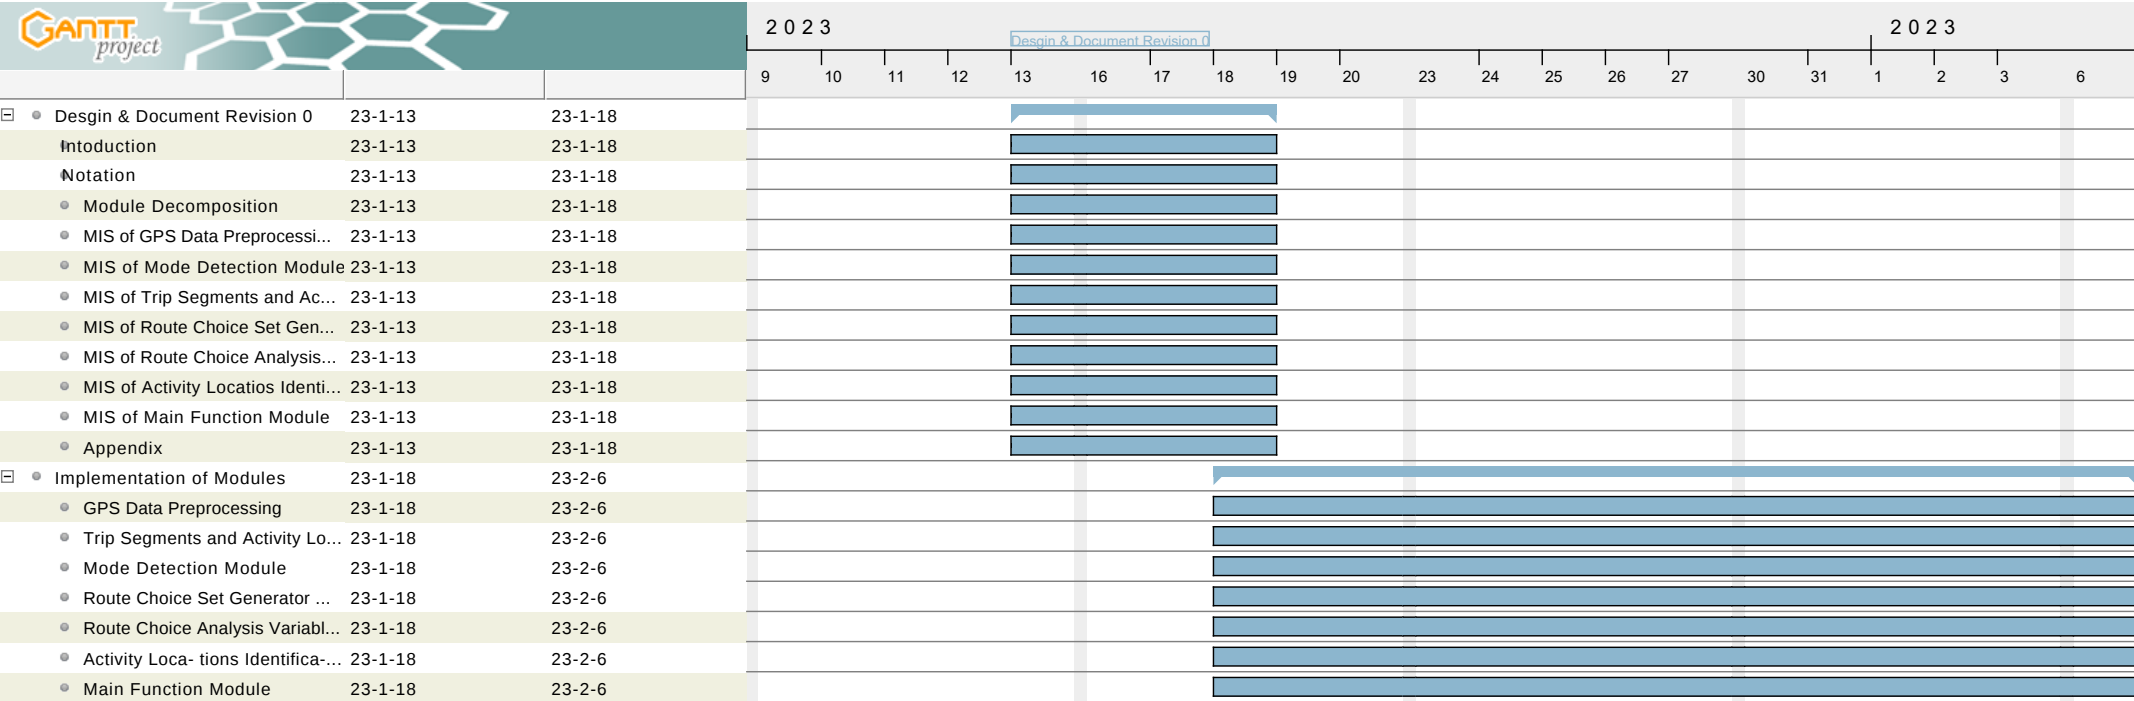 GANTT project
2023
2023
Desgin & Document Revision 0
9 10 11 12 13 16 17 18 19 20 23 24 25 26 27 30 31 1 2 3 6
Desgin & Document Revision 0 23-1-13 23-1-18
Intoduction 23-1-13 23-1-18
Notation 23-1-13 23-1-18
Module Decomposition 23-1-13 23-1-18
MIS of GPS Data Preprocessi... 23-1-13 23-1-18
MIS of Mode Detection Module 23-1-13 23-1-18
MIS of Trip Segments and Ac... 23-1-13 23-1-18
MIS of Route Choice Set Gen... 23-1-13 23-1-18
MIS of Route Choice Analysis... 23-1-13 23-1-18
MIS of Activity Locatios Identi... 23-1-13 23-1-18
MIS of Main Function Module 23-1-13 23-1-18
Appendix 23-1-13 23-1-18
Implementation of Modules 23-1-18 23-2-6
GPS Data Preprocessing 23-1-18 23-2-6
Trip Segments and Activity Lo... 23-1-18 23-2-6
Mode Detection Module 23-1-18 23-2-6
Route Choice Set Generator ... 23-1-18 23-2-6
Route Choice Analysis Variabl... 23-1-18 23-2-6
Activity Loca- tions Identifica-... 23-1-18 23-2-6
Main Function Module 23-1-18 23-2-6